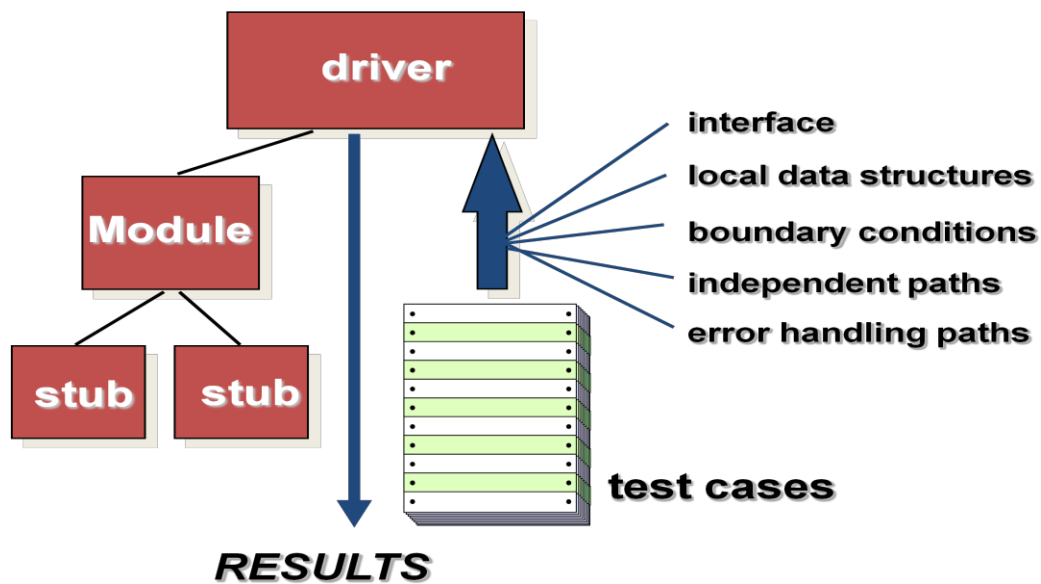 driver
interface
local data structures
Module
boundary conditions
independent paths
error handling paths
stub
stub
test cases
RESULTS